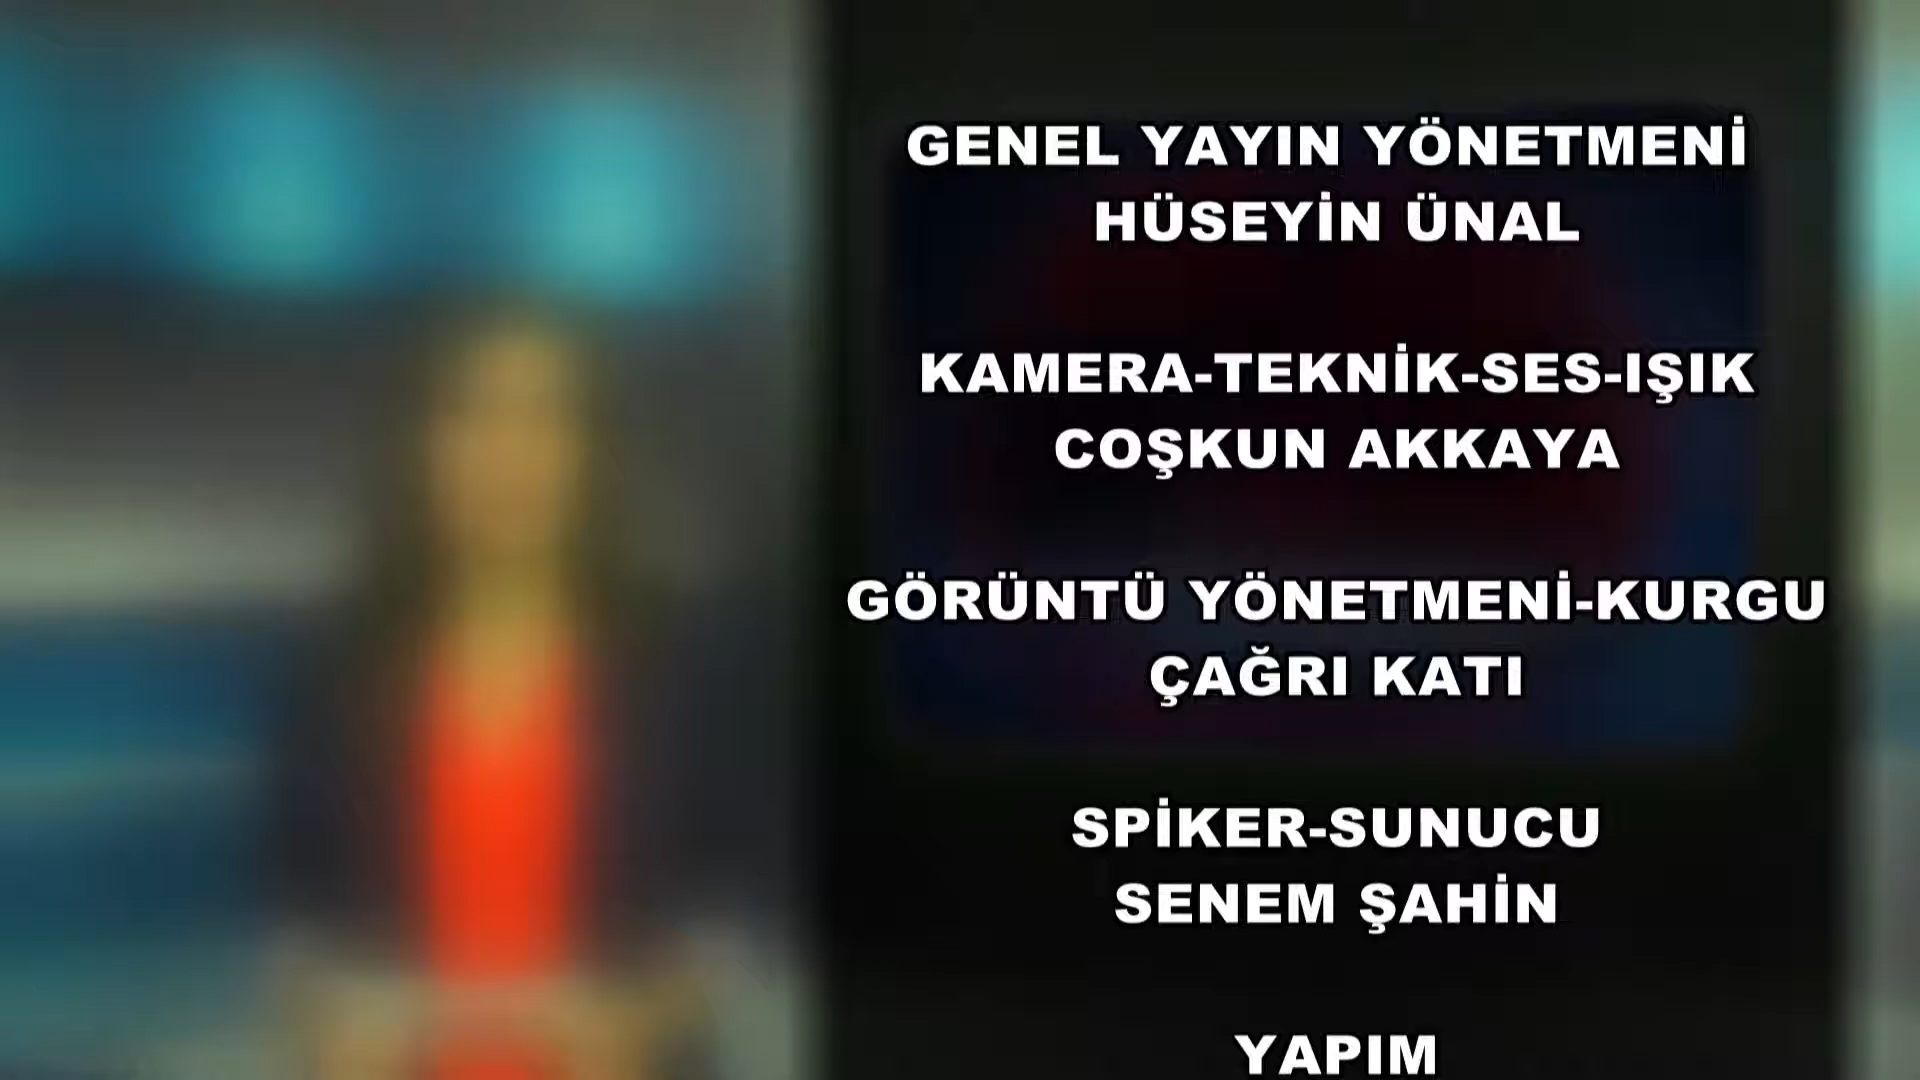 GENEL YAYIN YÖNETMENİ
HÜSEYİN ÜNAL
KAMERA-TEKNİK-SES-IŞIK
COŞKUN AKKAYA
GÖRÜNTÜ YÖNETMENİ-KURGU
ÇAĞRI KATI
SPİKER-SUNUCU
SENEM ŞAHİN
YAPIM